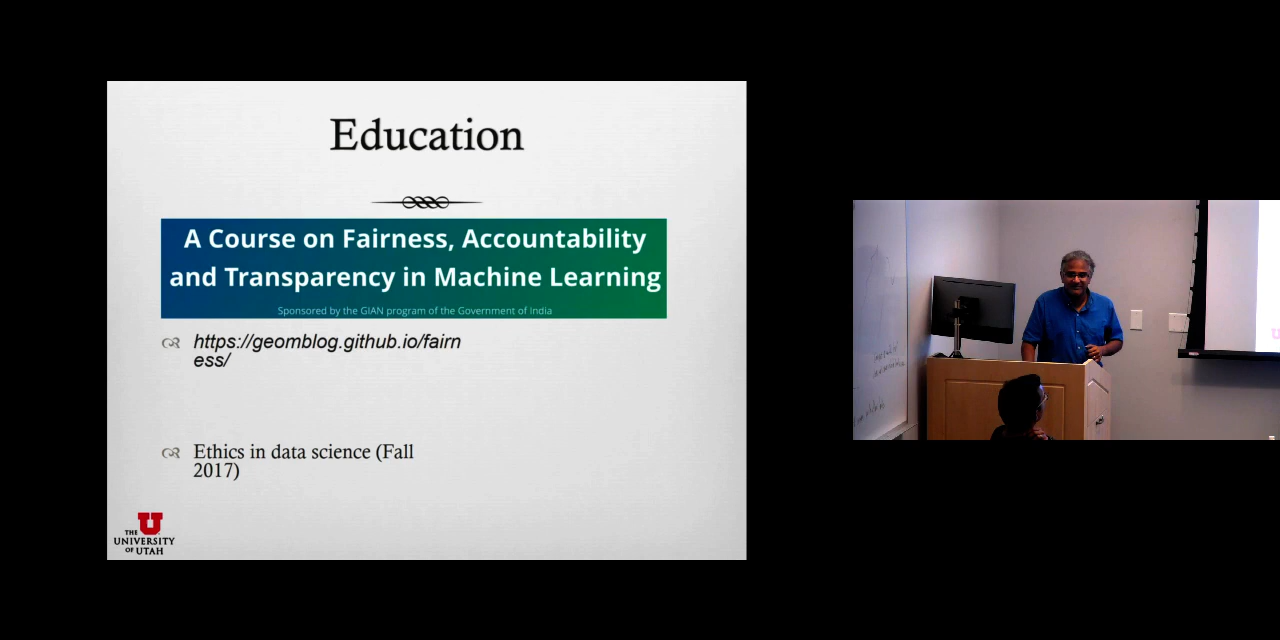 Education
A Course on Fairness, Accountability
and Transparency in Machine Learning
Sponsored by the GIAN program of the Government of India
https://geomblog.github.io/fairn
ess/
Ethics in data science (Fall
2017)
THE U
UNIVERSITY
OF UTAH